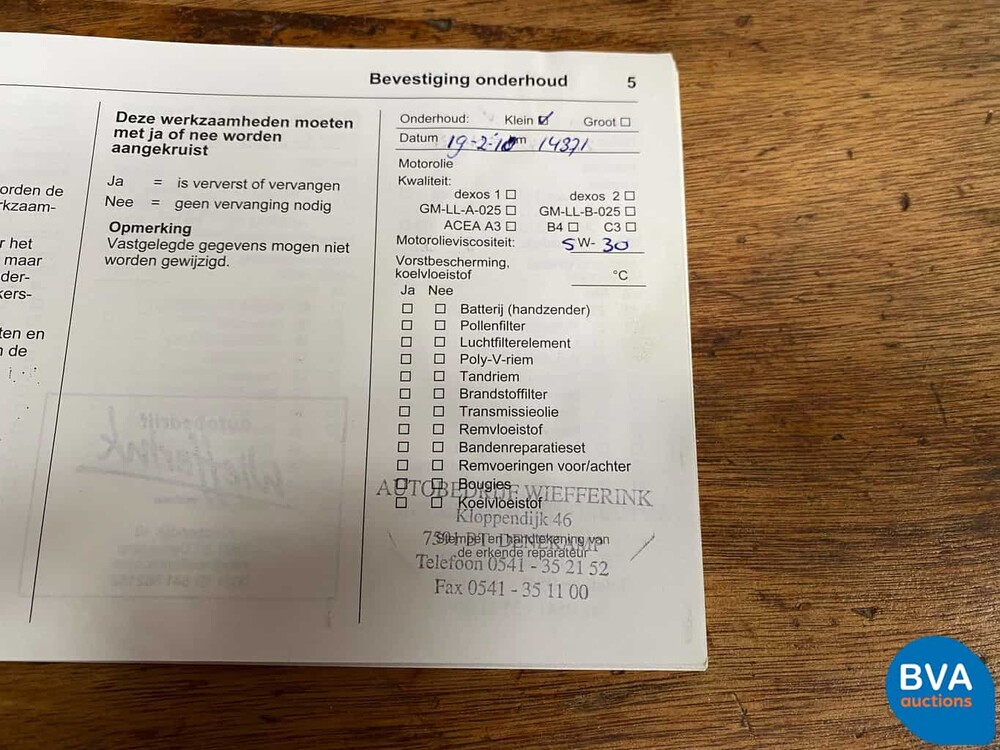 Bevestiging onderhoud 5
orden de
rkzaam-
r het
maar
der-
kers-
ten en
n de
Deze werkzaamheden moeten
met ja of nee worden
aangekruist
Ja = is ververst of vervangen
Nee = geen vervanging nodig
Opmerking
Vastgelegde gegevens mogen niet
worden gewijzigd.
Onderhoud: Klein ☑ Groot ☐
Datum 19-2-'10 km 14371
Motorolie
Kwaliteit:
dexos 1 ☐ dexos 2 ☐
GM-LL-A-025 ☐ GM-LL-B-025 ☐
ACEA A3 ☐ B4 ☐ C3 ☐
Motorolieviscositeit: 5W-30
Vorstbescherming,
koelvloeistof °C
Ja Nee
☐ ☐ Batterij (handzender)
☐ ☐ Pollenfilter
☐ ☐ Luchtfilterelement
☐ ☐ Poly-V-riem
☐ ☐ Tandriem
☐ ☐ Brandstoffilter
☐ ☐ Transmissieolie
☐ ☐ Remvloeistof
☐ ☐ Bandenreparatieset
☐ ☐ Remvoeringen voor/achter
☐ ☐ Bougies
☐ ☐ Koelvloeistof
Stempel en handtekening van
de erkende reparateur
AUTOBEDRIJF WIEFFERINK
Kloppendijk 46
7591 BT DENEKAMP
Telefoon 0541 - 35 21 52
Fax 0541 - 35 11 00
BVA
auctions